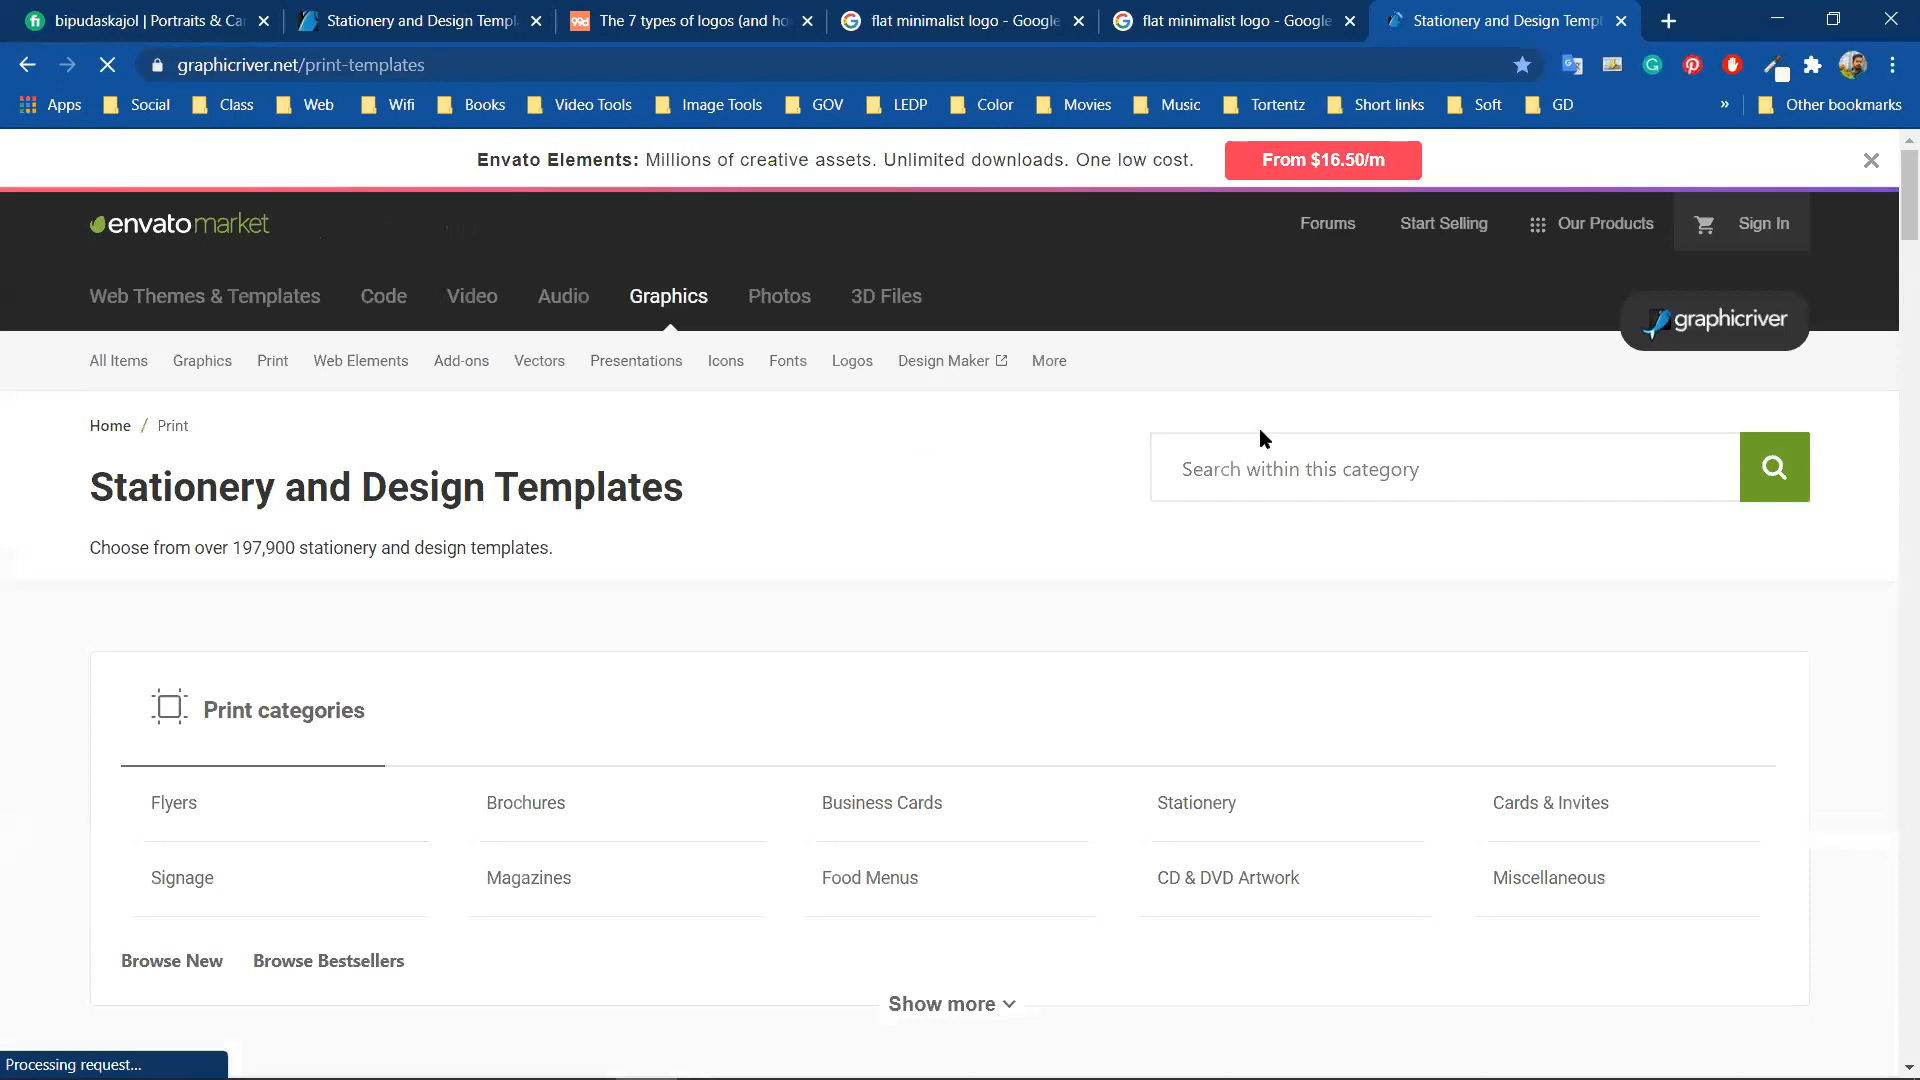 bipudaskajol | Portraits & Ca
Stationery and Design Templ
The 7 types of logos (and ho
flat minimalist logo - Google
flat minimalist logo - Google
Stationery and Design Temp
graphicriver.net/print-templates
Apps Social Class Web Wifi Books Video Tools Image Tools GOV LEDP Color Movies Music Tortentz Short links Soft GD » Other bookmarks
Envato Elements: Millions of creative assets. Unlimited downloads. One low cost. From $16.50/m
envatomarket Forums Start Selling Our Products Sign In
Web Themes & Templates Code Video Audio Graphics Photos 3D Files
graphicriver
All Items Graphics Print Web Elements Add-ons Vectors Presentations Icons Fonts Logos Design Maker More
Home / Print
Search within this category
Stationery and Design Templates
Choose from over 197,900 stationery and design templates.
Print categories
Flyers Brochures Business Cards Stationery Cards & Invites
Signage Magazines Food Menus CD & DVD Artwork Miscellaneous
Browse New Browse Bestsellers
Show more
Processing request...